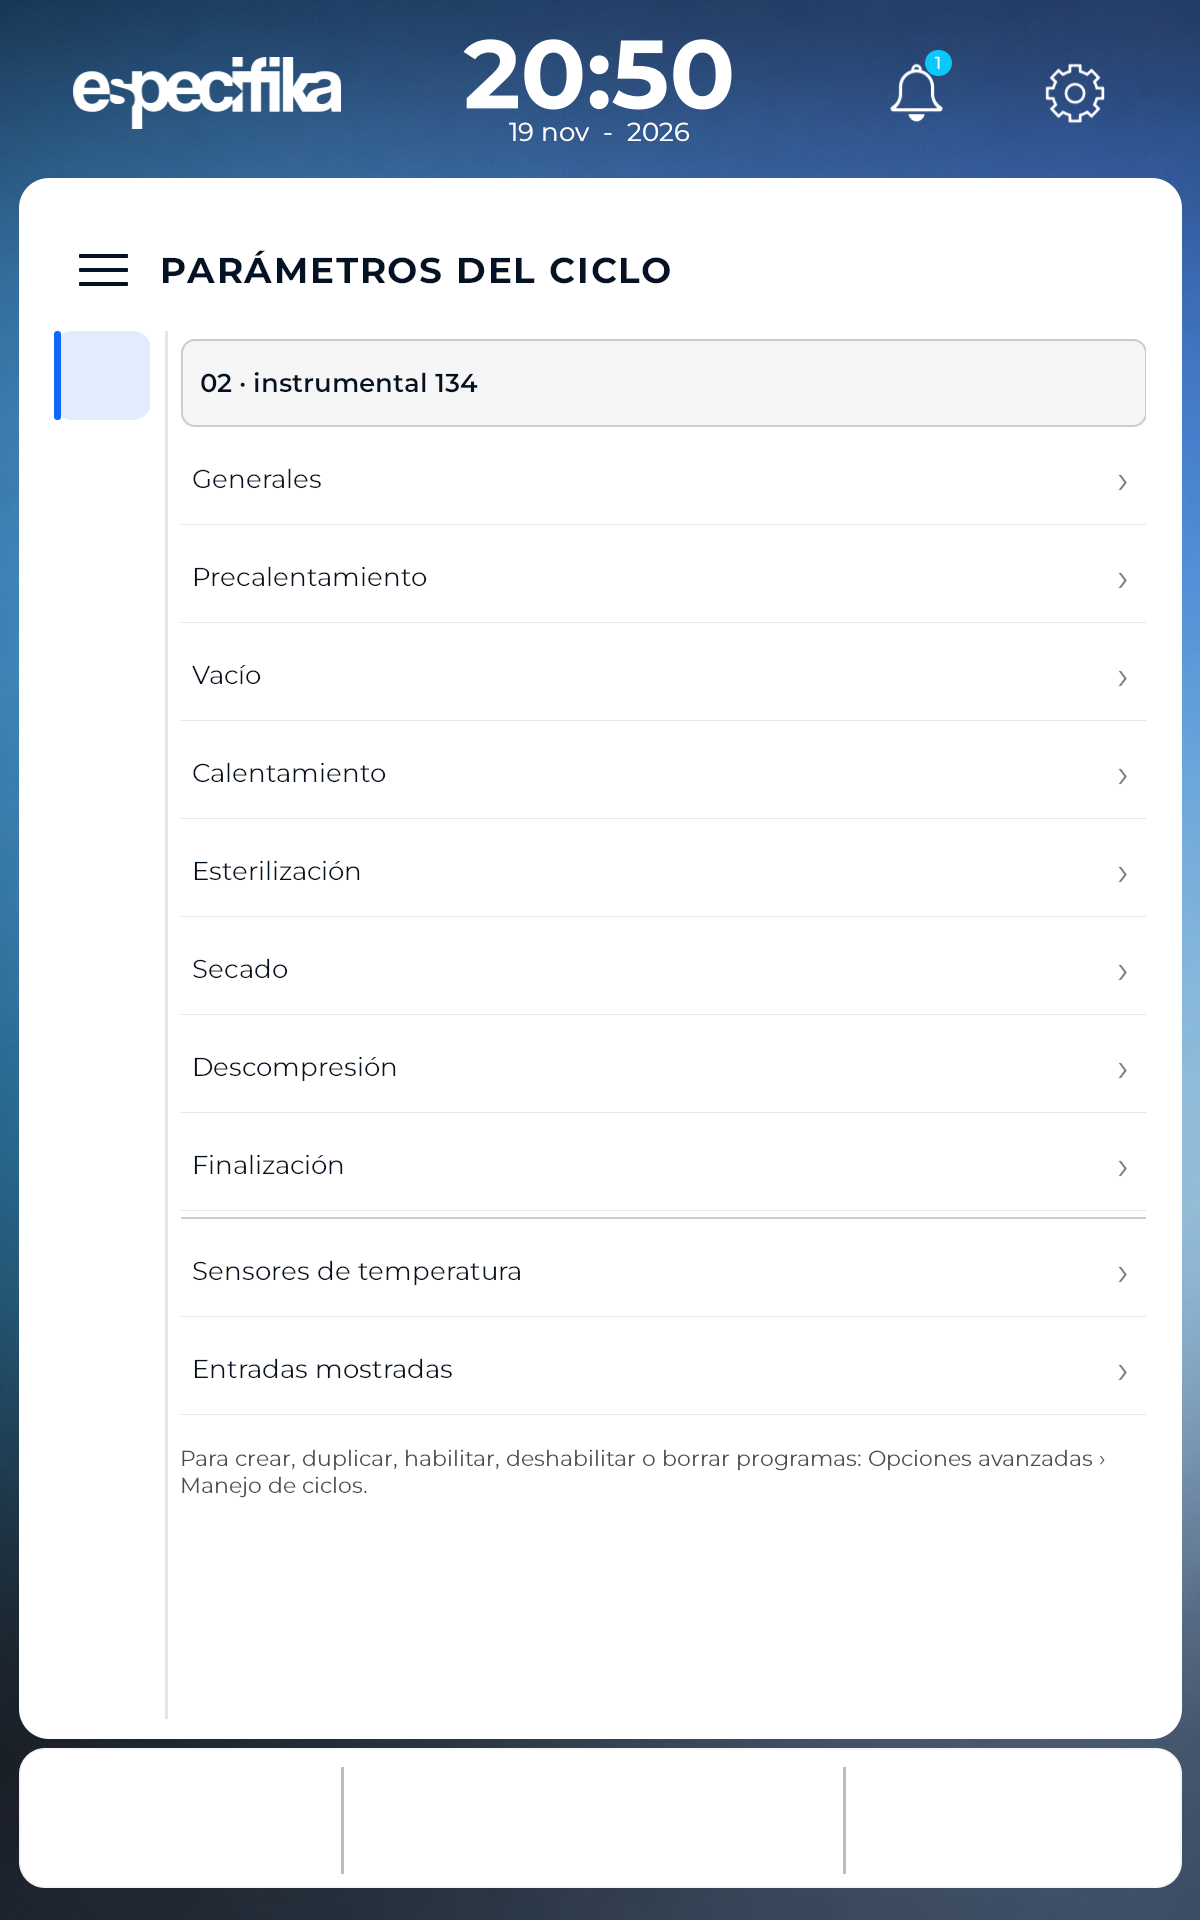 especifika
20:50
19 nov - 2026
1
PARÁMETROS DEL CICLO
02 · instrumental 134
Generales ›
Precalentamiento ›
Vacío ›
Calentamiento ›
Esterilización ›
Secado ›
Descompresión ›
Finalización ›
Sensores de temperatura ›
Entradas mostradas ›
Para crear, duplicar, habilitar, deshabilitar o borrar programas: Opciones avanzadas ›
Manejo de ciclos.